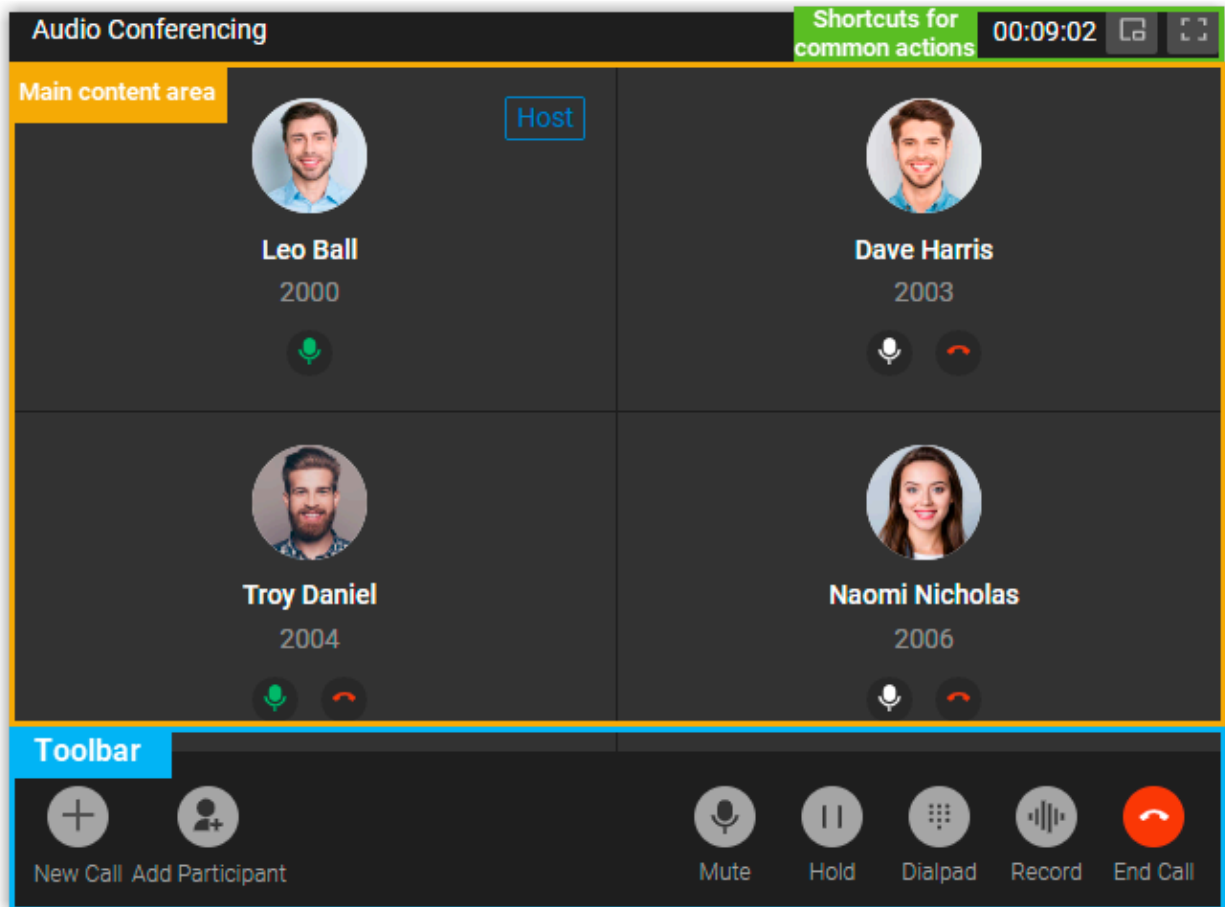 Audio Conferencing
Shortcuts for
common actions
00:09:02
Main content area
Host
Leo Ball
2000
Dave Harris
2003
Troy Daniel
2004
Naomi Nicholas
2006
Toolbar
New Call
Add Participant
Mute
Hold
Dialpad
Record
End Call